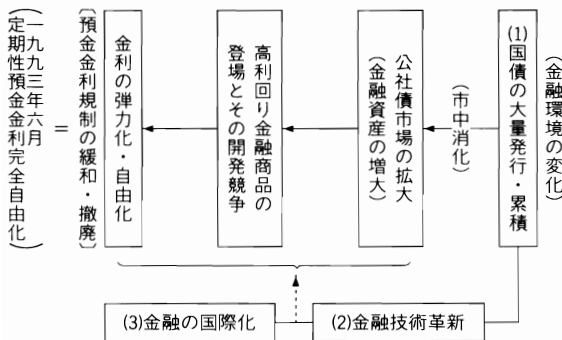 (金融環境の変化)
(1)国債の大量発行・累積
(市中消化)
公社債市場の拡大
(金融資産の増大)
高利回り金融商品の
登場とその開発競争
金利の弾力化・自由化
〔預金金利規制の緩和・撤廃〕
=
(一九九三年六月
定期性預金金利完全自由化)
(3)金融の国際化
(2)金融技術革新